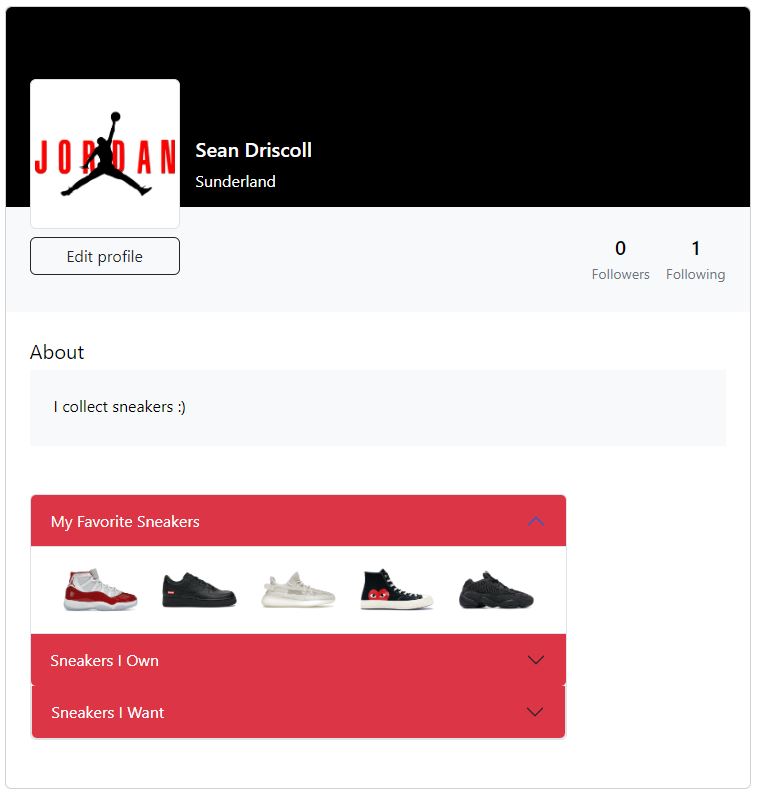 JORDAN
Sean Driscoll
Sunderland
Edit profile
0 1
Followers Following
About
I collect sneakers :)
My Favorite Sneakers
Sneakers I Own
Sneakers I Want